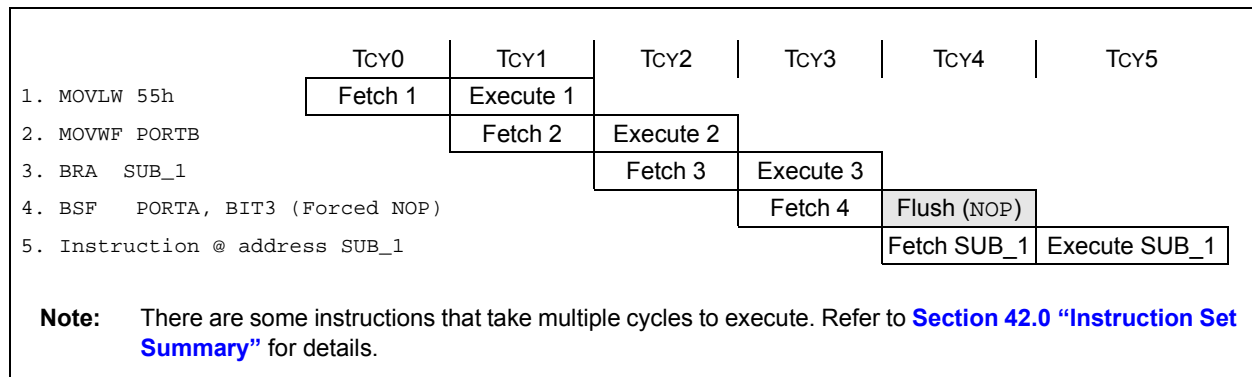 TCY0 TCY1 TCY2 TCY3 TCY4 TCY5
1. MOVLW 55h Fetch 1 Execute 1
2. MOVWF PORTB Fetch 2 Execute 2
3. BRA SUB_1 Fetch 3 Execute 3
4. BSF PORTA, BIT3 (Forced NOP) Fetch 4 Flush (NOP)
5. Instruction @ address SUB_1 Fetch SUB_1 Execute SUB_1
Note: There are some instructions that take multiple cycles to execute. Refer to Section 42.0 “Instruction Set
Summary” for details.